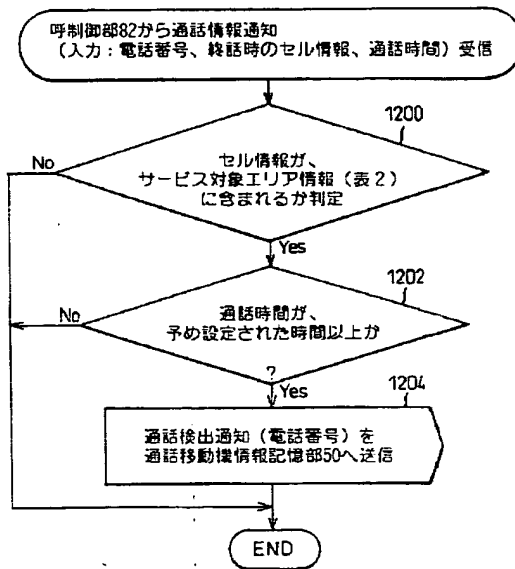 呼制御部82から通話情報通知
(入力:電話番号、終話時のセル情報、通話時間)受信
1200
No
セル情報が、
サービス対象エリア情報(表2)
に含まれるか判定
Yes
1202
No
通話時間が、
予め設定された時間以上か
?
Yes
1204
通話検出通知(電話番号)を
通話移動機情報記憶部50へ送信
END